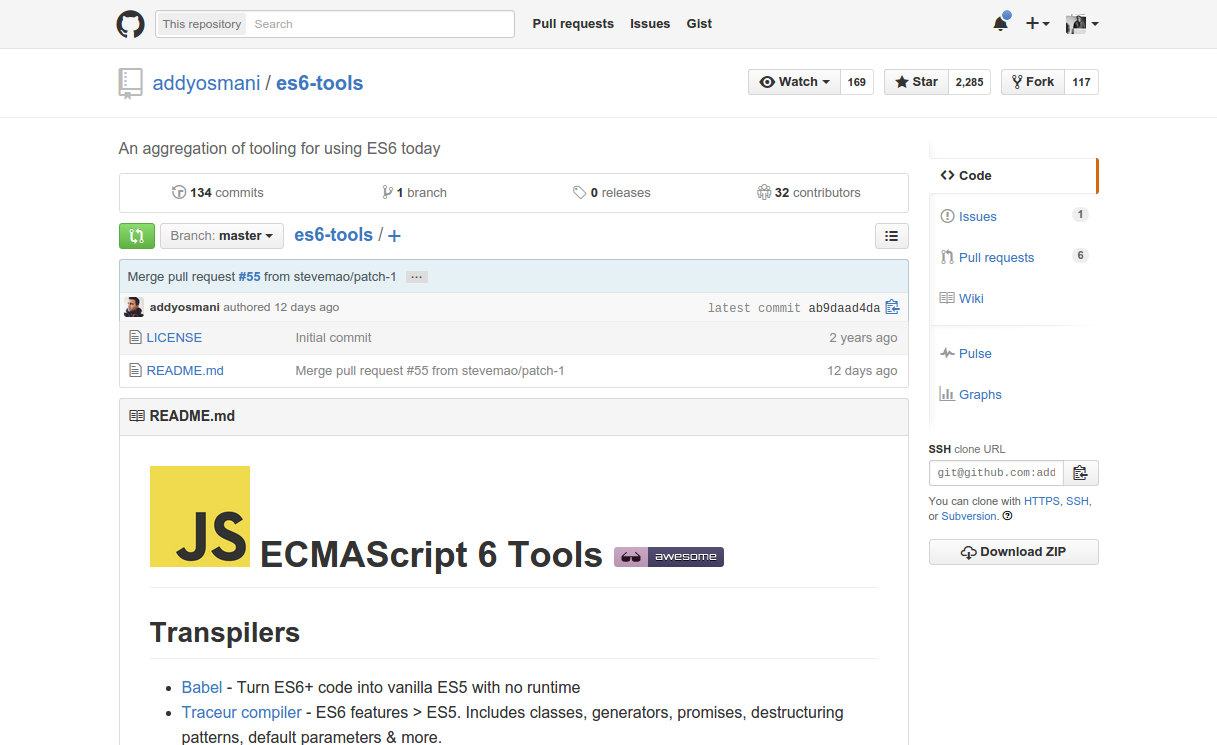 This repository Search Pull requests Issues Gist
addyosmani / es6-tools
Watch 169 Star 2,285 Fork 117
An aggregation of tooling for using ES6 today
134 commits 1 branch 0 releases 32 contributors
Branch: master es6-tools / +
Merge pull request #55 from stevemao/patch-1 …
addyosmani authored 12 days ago latest commit ab9daad4da
LICENSE Initial commit 2 years ago
README.md Merge pull request #55 from stevemao/patch-1 12 days ago
README.md
JS ECMAScript 6 Tools awesome
Transpilers
Babel - Turn ES6+ code into vanilla ES5 with no runtime
Traceur compiler - ES6 features > ES5. Includes classes, generators, promises, destructuring
patterns, default parameters & more.
Code
Issues 1
Pull requests 6
Wiki
Pulse
Graphs
SSH clone URL
git@github.com:add
You can clone with HTTPS, SSH,
or Subversion.
Download ZIP